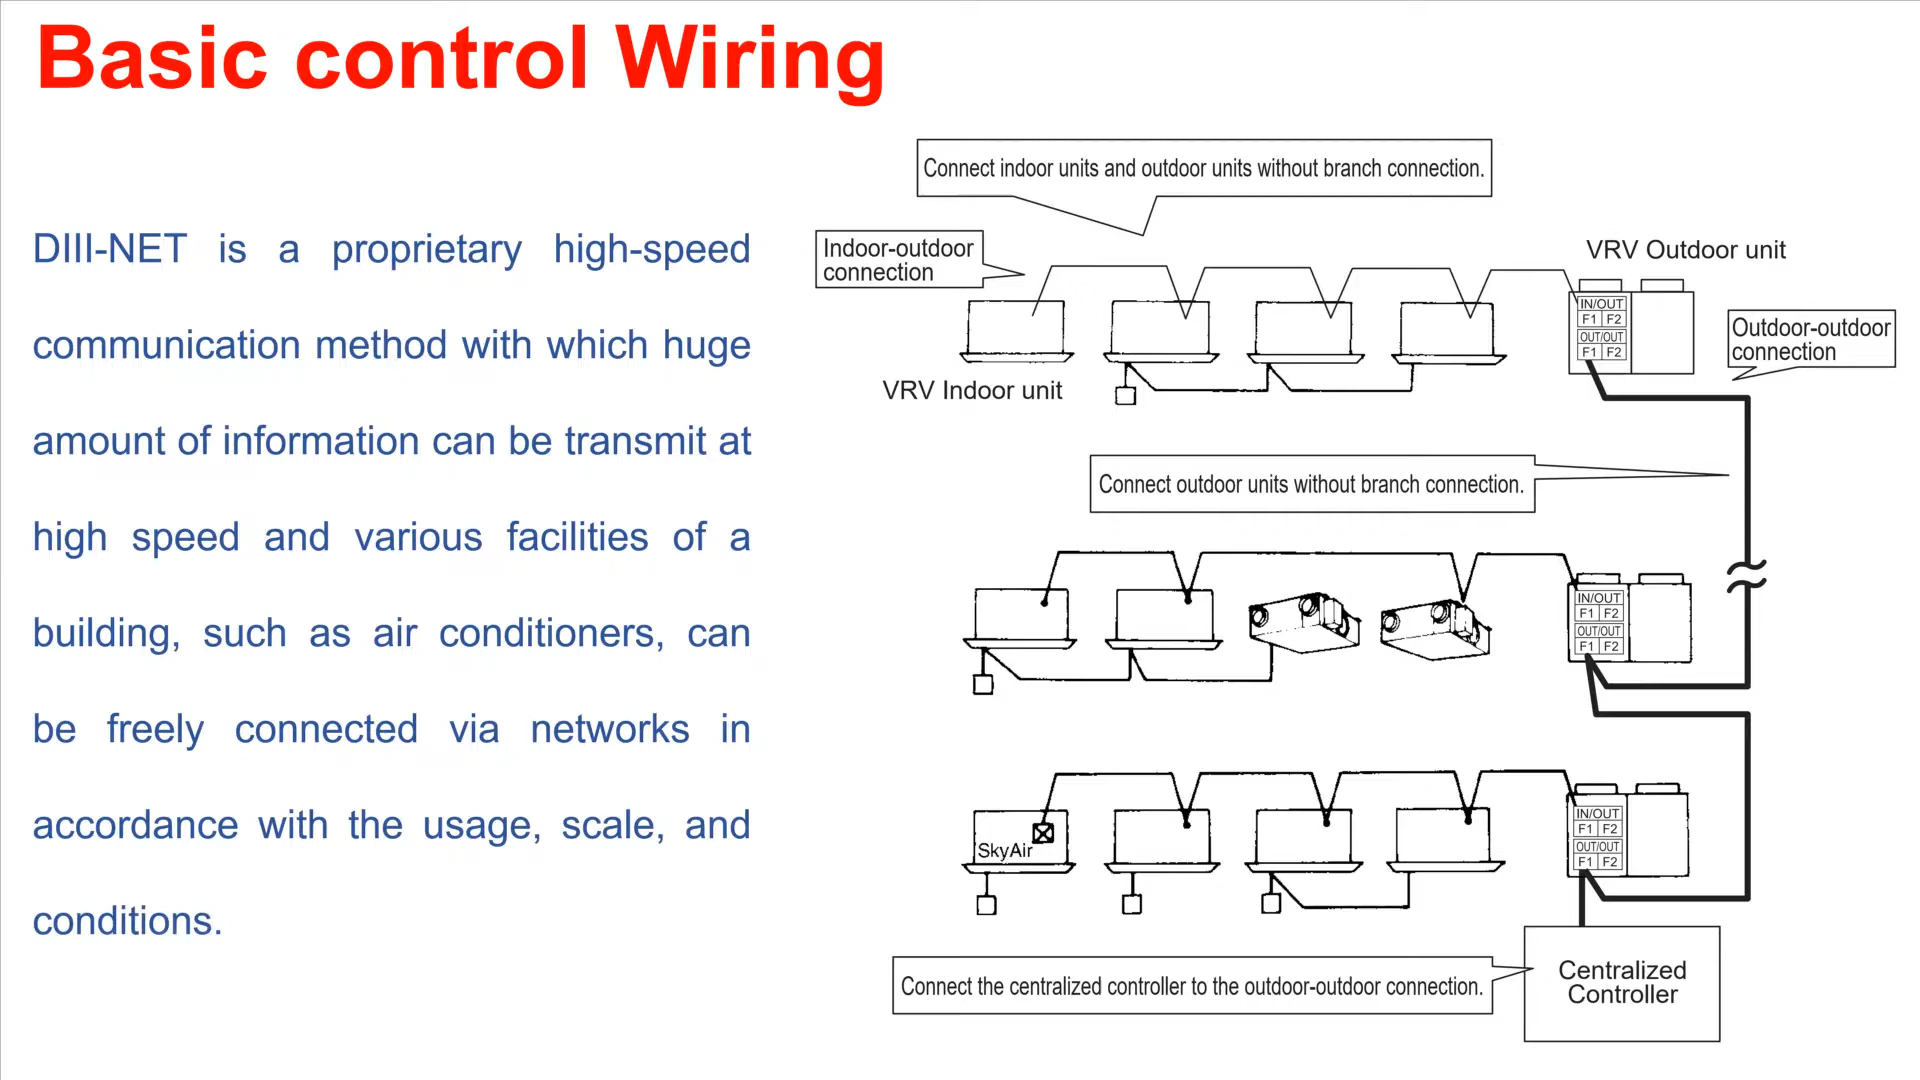 Basic control Wiring
DIII-NET is a proprietary high-speed
communication method with which huge
amount of information can be transmit at
high speed and various facilities of a
building, such as air conditioners, can
be freely connected via networks in
accordance with the usage, scale, and
conditions.
Connect indoor units and outdoor units without branch connection.
Indoor-outdoor
connection
VRV Outdoor unit
IN/OUT
F1 F2
OUT/OUT
F1 F2
Outdoor-outdoor
connection
VRV Indoor unit
Connect outdoor units without branch connection.
IN/OUT
F1 F2
OUT/OUT
F1 F2
IN/OUT
F1 F2
OUT/OUT
F1 F2
SkyAir
Connect the centralized controller to the outdoor-outdoor connection.
Centralized
Controller